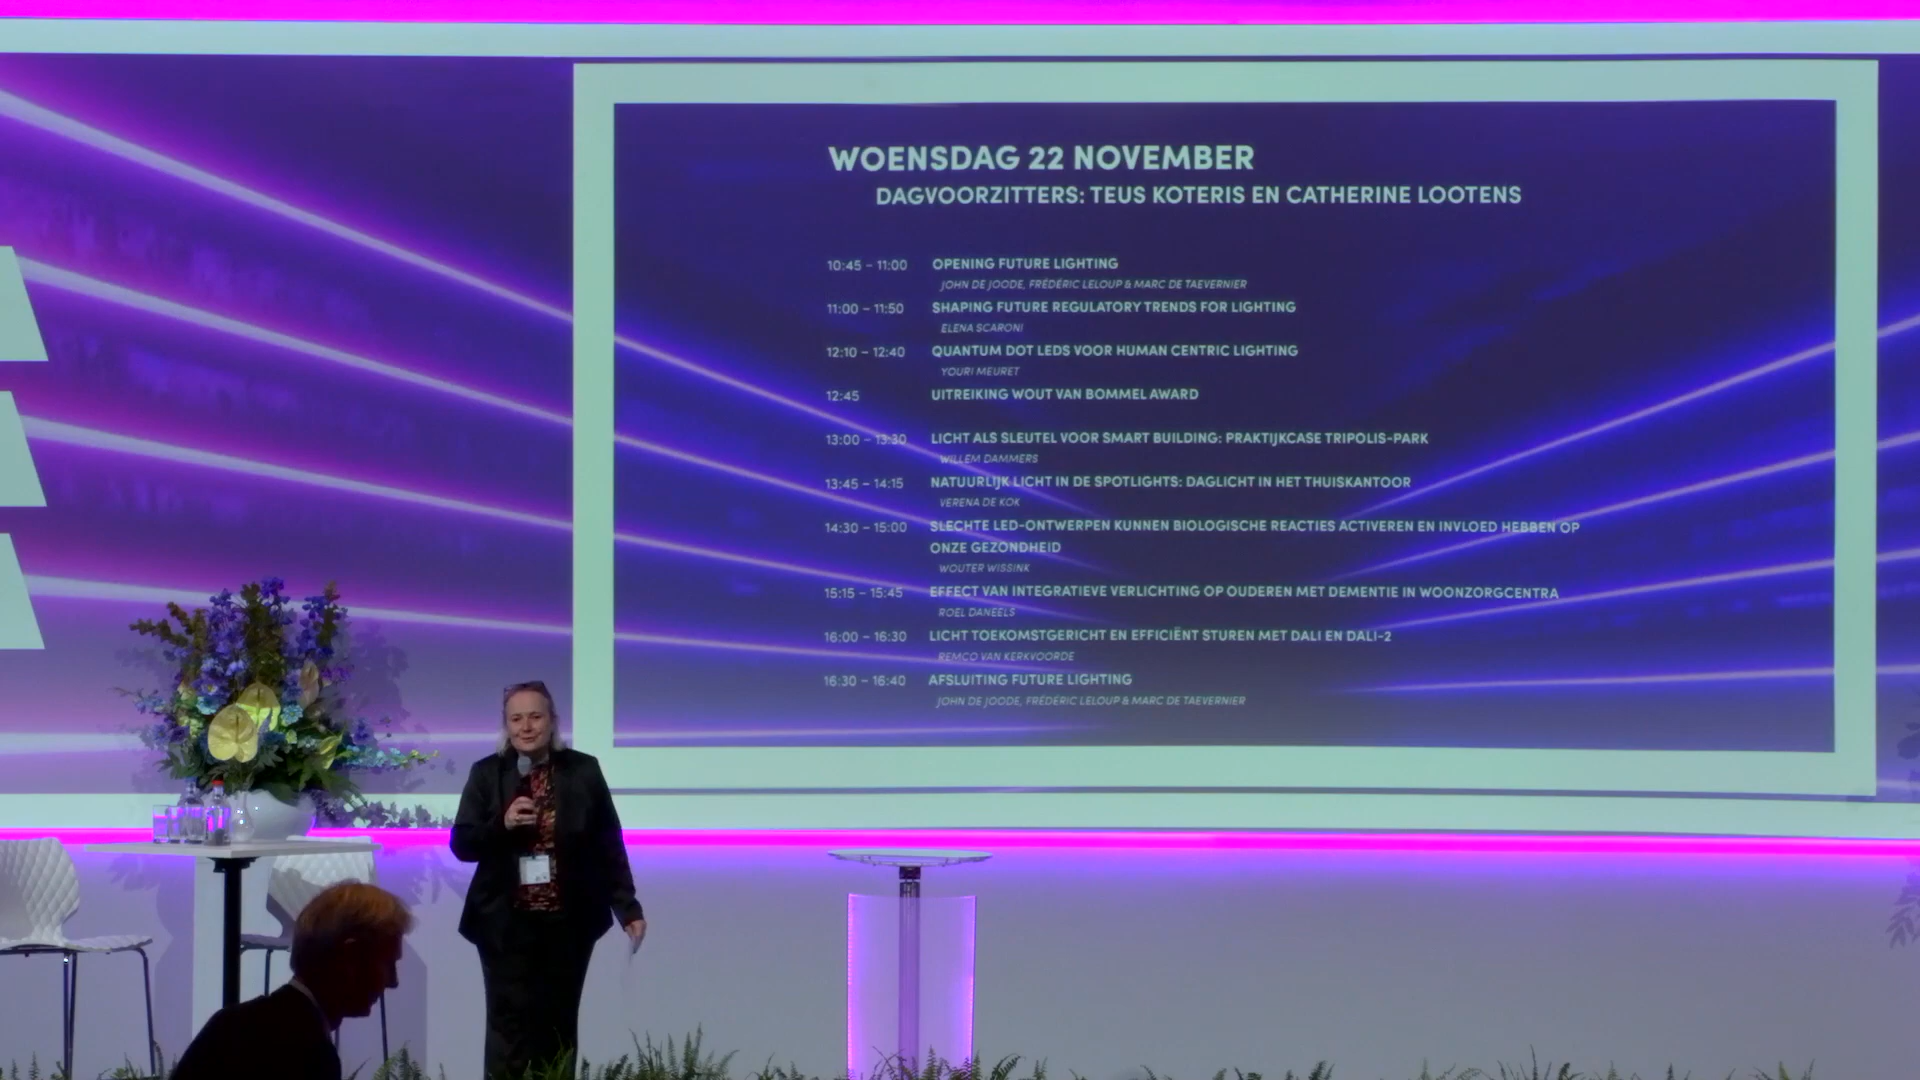 WOENSDAG 22 NOVEMBER
DAGVOORZITTERS: TEUS KOTERIS EN CATHERINE LOOTENS
10:45 – 11:00 OPENING FUTURE LIGHTING
JOHN DE JOODE, FRÉDÉRIC LELOUP & MARC DE TAEVERNIER
11:00 – 11:50 SHAPING FUTURE REGULATORY TRENDS FOR LIGHTING
ELENA SCARONI
12:10 – 12:40 QUANTUM DOT LEDS VOOR HUMAN CENTRIC LIGHTING
YOURI MEURET
12:45 UITREIKING WOUT VAN BOMMEL AWARD
13:00 – 13:30 LICHT ALS SLEUTEL VOOR SMART BUILDING: PRAKTIJKCASE TRIPOLIS-PARK
WILLEM DAMMERS
13:45 – 14:15 NATUURLIJK LICHT IN DE SPOTLIGHTS: DAGLICHT IN HET THUISKANTOOR
VERENA DE KOK
14:30 – 15:00 SLECHTE LED-ONTWERPEN KUNNEN BIOLOGISCHE REACTIES ACTIVEREN EN INVLOED HEBBEN OP
ONZE GEZONDHEID
WOUTER WISSINK
15:15 – 15:45 EFFECT VAN INTEGRATIEVE VERLICHTING OP OUDEREN MET DEMENTIE IN WOONZORGCENTRA
ROEL DANEELS
16:00 – 16:30 LICHT TOEKOMSTGERICHT EN EFFICIËNT STUREN MET DALI EN DALI-2
REMCO VAN KERKVOORDE
16:30 – 16:40 AFSLUITING FUTURE LIGHTING
JOHN DE JOODE, FRÉDÉRIC LELOUP & MARC DE TAEVERNIER